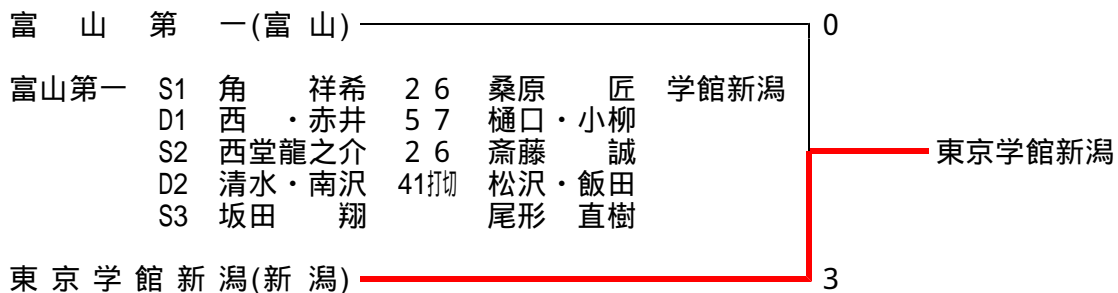 富山第一(富山) 0
富山第一 S1 角 祥希 2 6 桑原 匠 学館新潟
D1 西 ・赤井 5 7 樋口・小柳
S2 西堂龍之介 2 6 斎藤 誠
東京学館新潟
D2 清水・南沢 41打切 松沢・飯田
S3 坂田 翔 尾形 直樹
東京学館新潟(新潟) 3